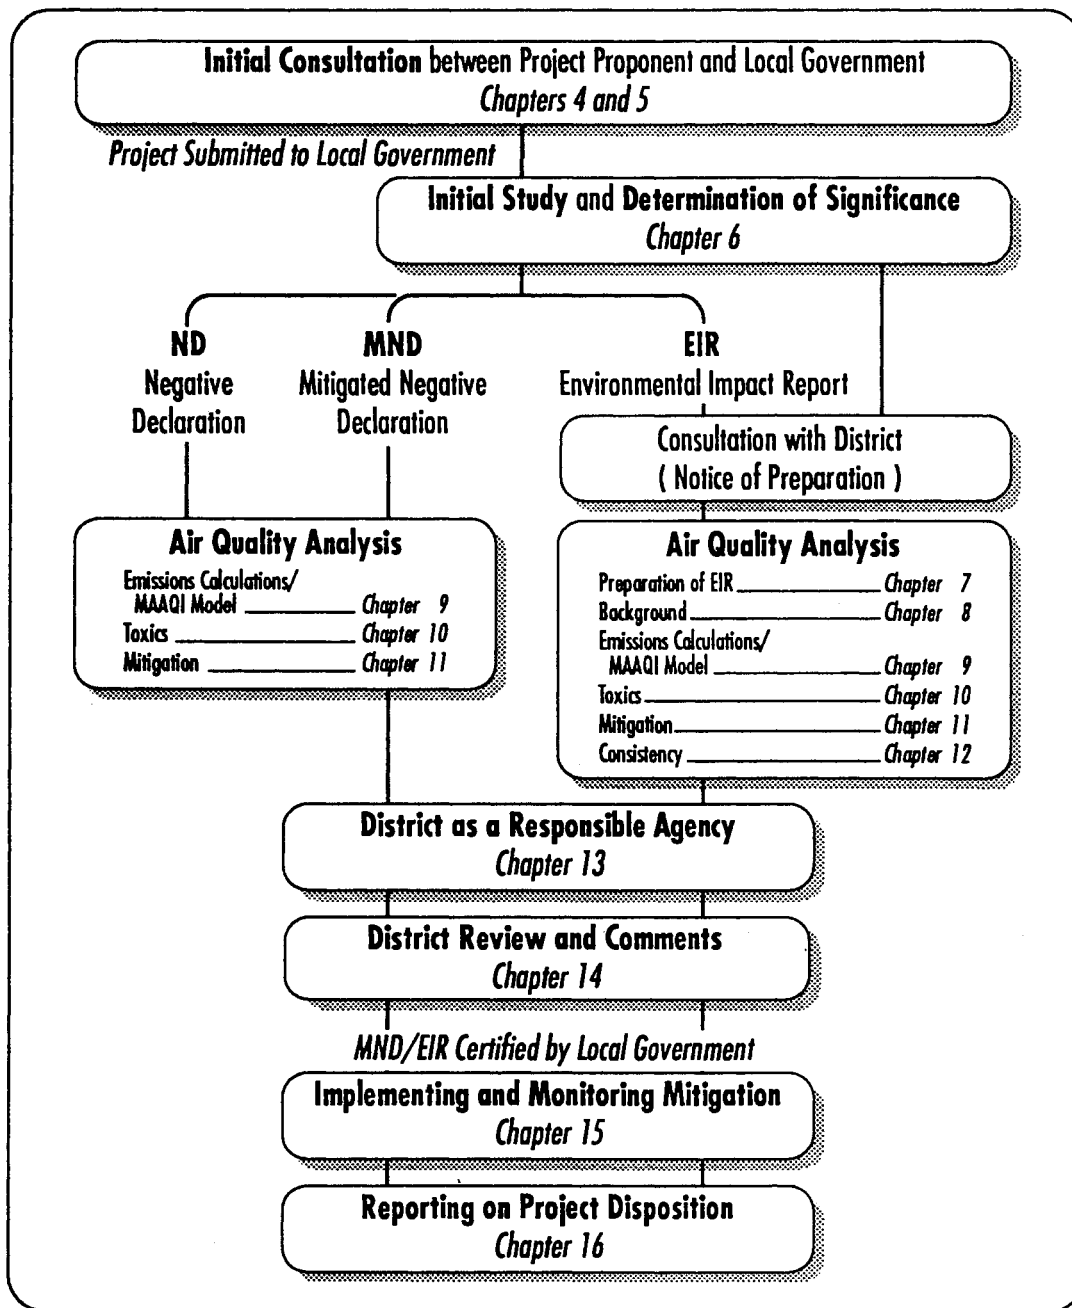 Initial Consultation between Project Proponent and Local Government
Chapters 4 and 5
Project Submitted to Local Government
Initial Study and Determination of Significance
Chapter 6
ND
Negative
Declaration
MND
Mitigated Negative
Declaration
EIR
Environmental Impact Report
Consultation with District
( Notice of Preparation )
Air Quality Analysis
Emissions Calculations/
MAAQI Model Chapter 9
Toxics Chapter 10
Mitigation Chapter 11
Air Quality Analysis
Preparation of EIR Chapter 7
Background Chapter 8
Emissions Calculations/
MAAQI Model Chapter 9
Toxics Chapter 10
Mitigation Chapter 11
Consistency Chapter 12
District as a Responsible Agency
Chapter 13
District Review and Comments
Chapter 14
MND/EIR Certified by Local Government
Implementing and Monitoring Mitigation
Chapter 15
Reporting on Project Disposition
Chapter 16